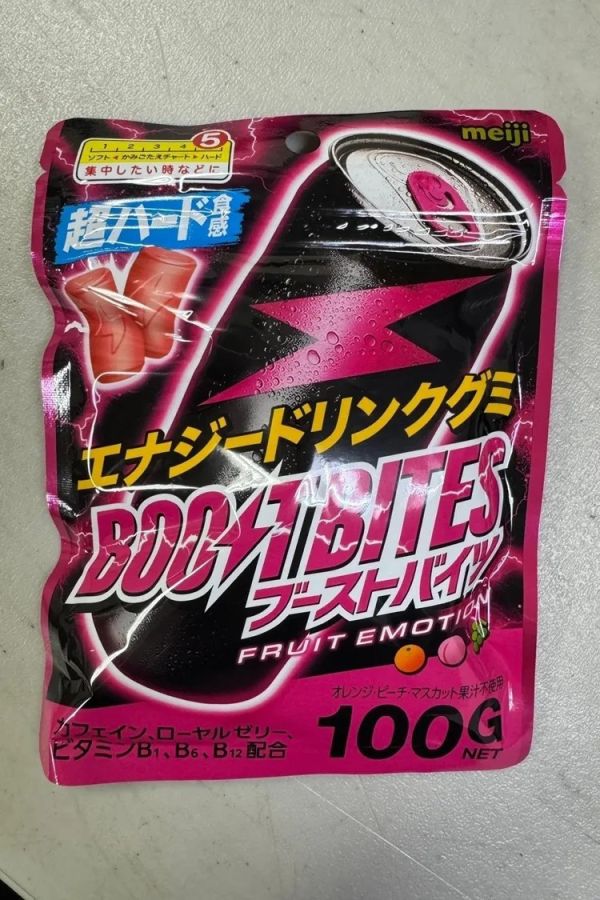 meiji
1 2 3 4 5
ソフト◀かみごたえチャート▶ハード
集中したい時などに
超ハード食感
エナジードリンクグミ
BOOST BITES
ブーストバイツ
FRUIT EMOTION
オレンジ・ピーチ・マスカット果汁不使用
カフェイン、ローヤルゼリー、
ビタミンB1、B6、B12配合
100G
NET